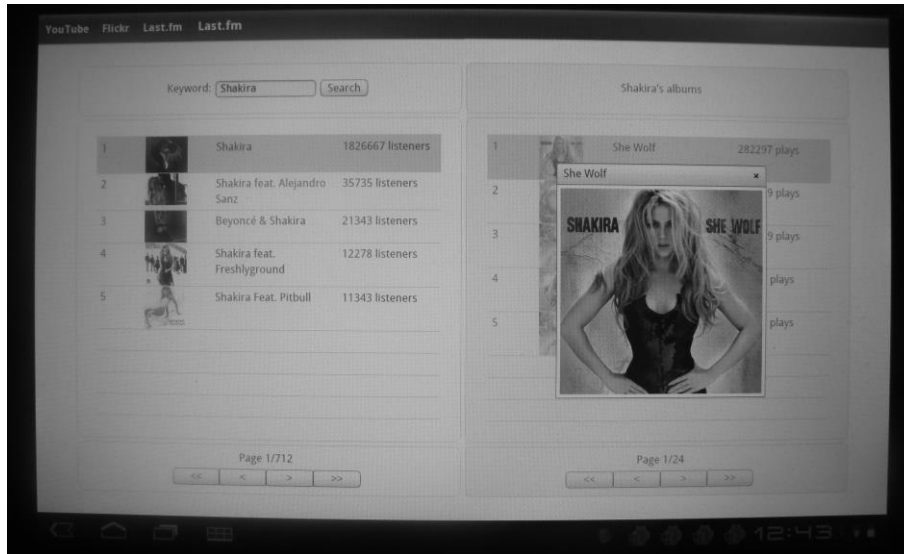 YouTube Flickr Last.fm Last.fm
Keyword: Shakira Search
1 Shakira 1826667 listeners
2 Shakira feat. Alejandro Sanz 35735 listeners
3 Beyoncé & Shakira 21343 listeners
4 Shakira feat. Freshlyground 12278 listeners
5 Shakira Feat. Pitbull 11343 listeners
Page 1/712
<< < > >>
Shakira's albums
1 She Wolf 282297 plays
She Wolf ×
SHAKIRA SHE WOLF
2 9 plays
3 9 plays
4 plays
5 plays
Page 1/24
<< < > >>
12:43